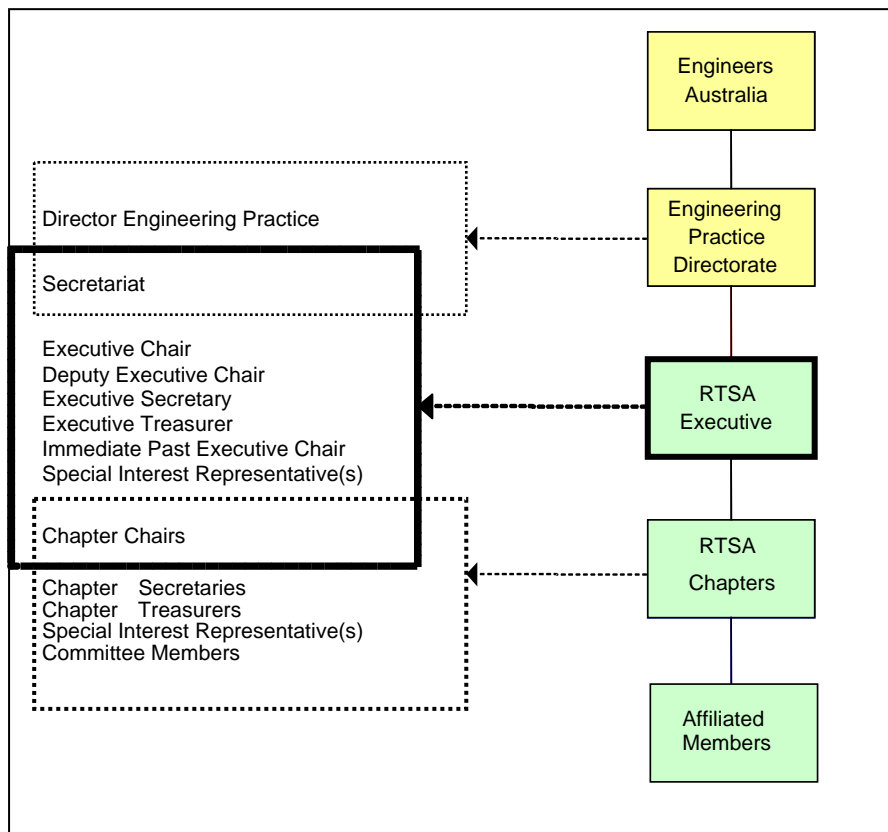 Engineers
Australia
Director Engineering Practice
Engineering
Practice
Directorate
Secretariat
Executive Chair
Deputy Executive Chair
Executive Secretary
Executive Treasurer
Immediate Past Executive Chair
Special Interest Representative(s)
RTSA
Executive
Chapter Chairs
RTSA
Chapters
Chapter Secretaries
Chapter Treasurers
Special Interest Representative(s)
Committee Members
Affiliated
Members